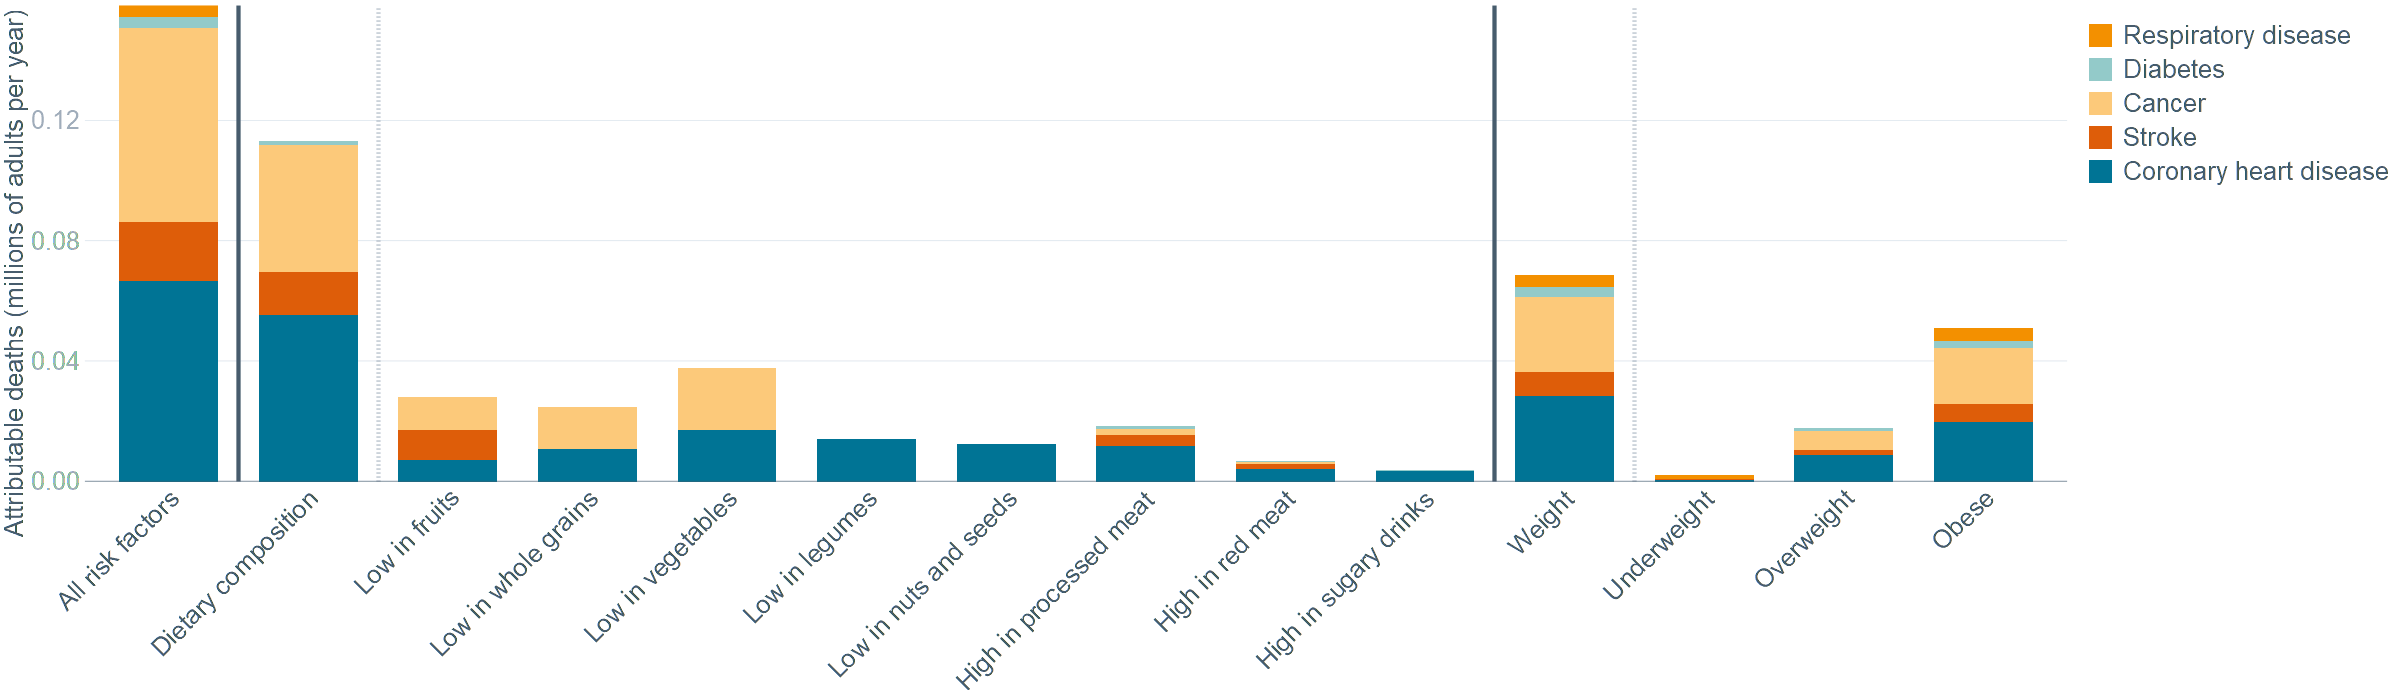 Attributable deaths (millions of adults per year)
0.12
0.08
0.04
0.00
All risk factors
Dietary composition
Low in fruits
Low in whole grains
Low in vegetables
Low in legumes
Low in nuts and seeds
High in processed meat
High in red meat
High in sugary drinks
Weight
Underweight
Overweight
Obese
Respiratory disease
Diabetes
Cancer
Stroke
Coronary heart disease